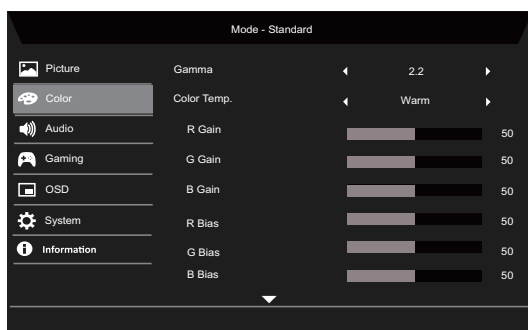 Mode - Standard
Picture
Gamma 2.2
Color
Color Temp. Warm
Audio
R Gain 50
Gaming
G Gain 50
OSD
B Gain 50
System
R Bias 50
Information
G Bias 50
B Bias 50